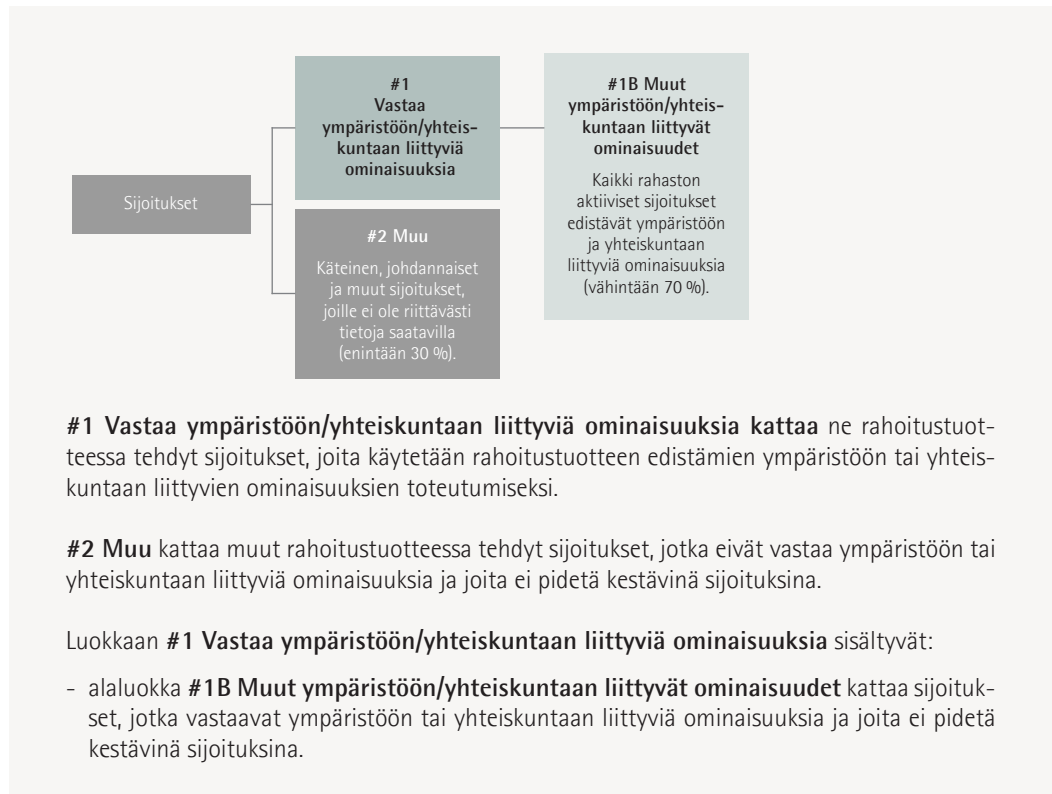 Sijoitukset
#1
Vastaa
ympäristöön/yhteis-
kuntaan liittyviä
ominaisuuksia
#2 Muu
Käteinen, johdannaiset
ja muut sijoitukset,
joille ei ole riittävästi
tietoja saatavilla
(enintään 30 %).
#1B Muut
ympäristöön/yhteis-
kuntaan liittyvät
ominaisuudet
Kaikki rahaston
aktiiviset sijoitukset
edistävät ympäristöön
ja yhteiskuntaan
liittyviä ominaisuuksia
(vähintään 70 %).
#1 Vastaa ympäristöön/yhteiskuntaan liittyviä ominaisuuksia kattaa ne rahoitustuot-
teessa tehdyt sijoitukset, joita käytetään rahoitustuotteen edistämien ympäristöön tai yhteis-
kuntaan liittyvien ominaisuuksien toteutumiseksi.
#2 Muu kattaa muut rahoitustuotteessa tehdyt sijoitukset, jotka eivät vastaa ympäristöön tai
yhteiskuntaan liittyviä ominaisuuksia ja joita ei pidetä kestävinä sijoituksina.
Luokkaan #1 Vastaa ympäristöön/yhteiskuntaan liittyviä ominaisuuksia sisältyvät:
- alaluokka #1B Muut ympäristöön/yhteiskuntaan liittyvät ominaisuudet kattaa sijoituk-
set, jotka vastaavat ympäristöön tai yhteiskuntaan liittyviä ominaisuuksia ja joita ei pidetä
kestävinä sijoituksina.